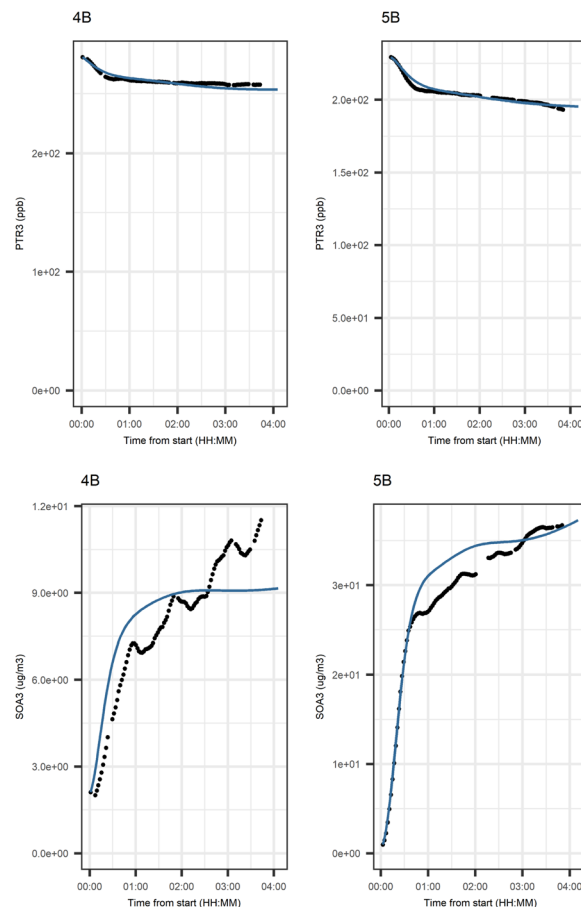 4B
5B
PTR3 (ppb)
2e+02
1e+02
0e+00
00:00
01:00
02:00
03:00
04:00
Time from start (HH:MM)
PTR3 (ppb)
2.0e+02
1.5e+02
1.0e+02
5.0e+01
0.0e+00
00:00
01:00
02:00
03:00
04:00
Time from start (HH:MM)
4B
5B
SOA3 (ug/m3)
1.2e+01
9.0e+00
6.0e+00
3.0e+00
0.0e+00
00:00
01:00
02:00
03:00
04:00
Time from start (HH:MM)
SOA3 (ug/m3)
3e+01
2e+01
1e+01
0e+00
00:00
01:00
02:00
03:00
04:00
Time from start (HH:MM)